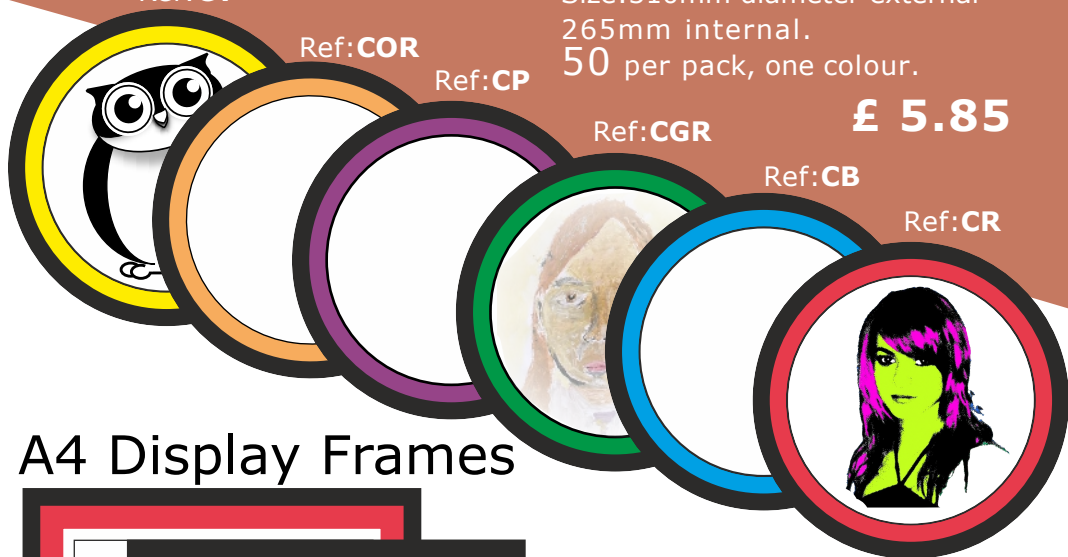 Ref:COR
Ref:CP
265mm internal.
50 per pack, one colour.
£ 5.85
Ref:CGR
Ref:CB
Ref:CR
A4 Display Frames